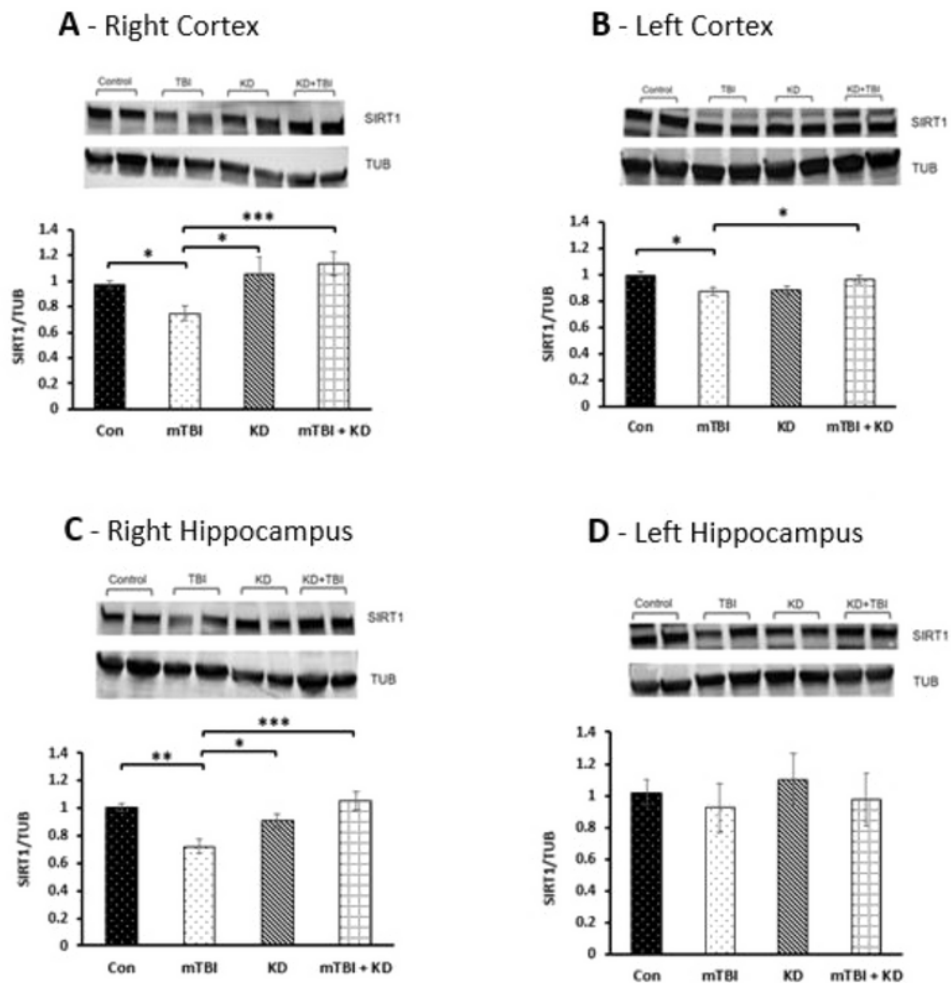 A - Right Cortex
Control TBI KD KD+TBI
SIRT1
TUB
***
* *
SIRT1/TUB
1.4
1.2
1
0.8
0.6
0.4
0.2
0
Con mTBI KD mTBI + KD
B - Left Cortex
Control TBI KD KD+TBI
SIRT1
TUB
*
*
SIRT1/TUB
1.4
1.2
1
0.8
0.6
0.4
0.2
0
Con mTBI KD mTBI + KD
C - Right Hippocampus
Control TBI KD KD+TBI
SIRT1
TUB
***
** *
SIRT1/TUB
1.4
1.2
1
0.8
0.6
0.4
0.2
0
Con mTBI KD mTBI + KD
D - Left Hippocampus
Control TBI KD KD+TBI
SIRT1
TUB
SIRT1/TUB
1.4
1.2
1
0.8
0.6
0.4
0.2
0
Con mTBI KD mTBI + KD